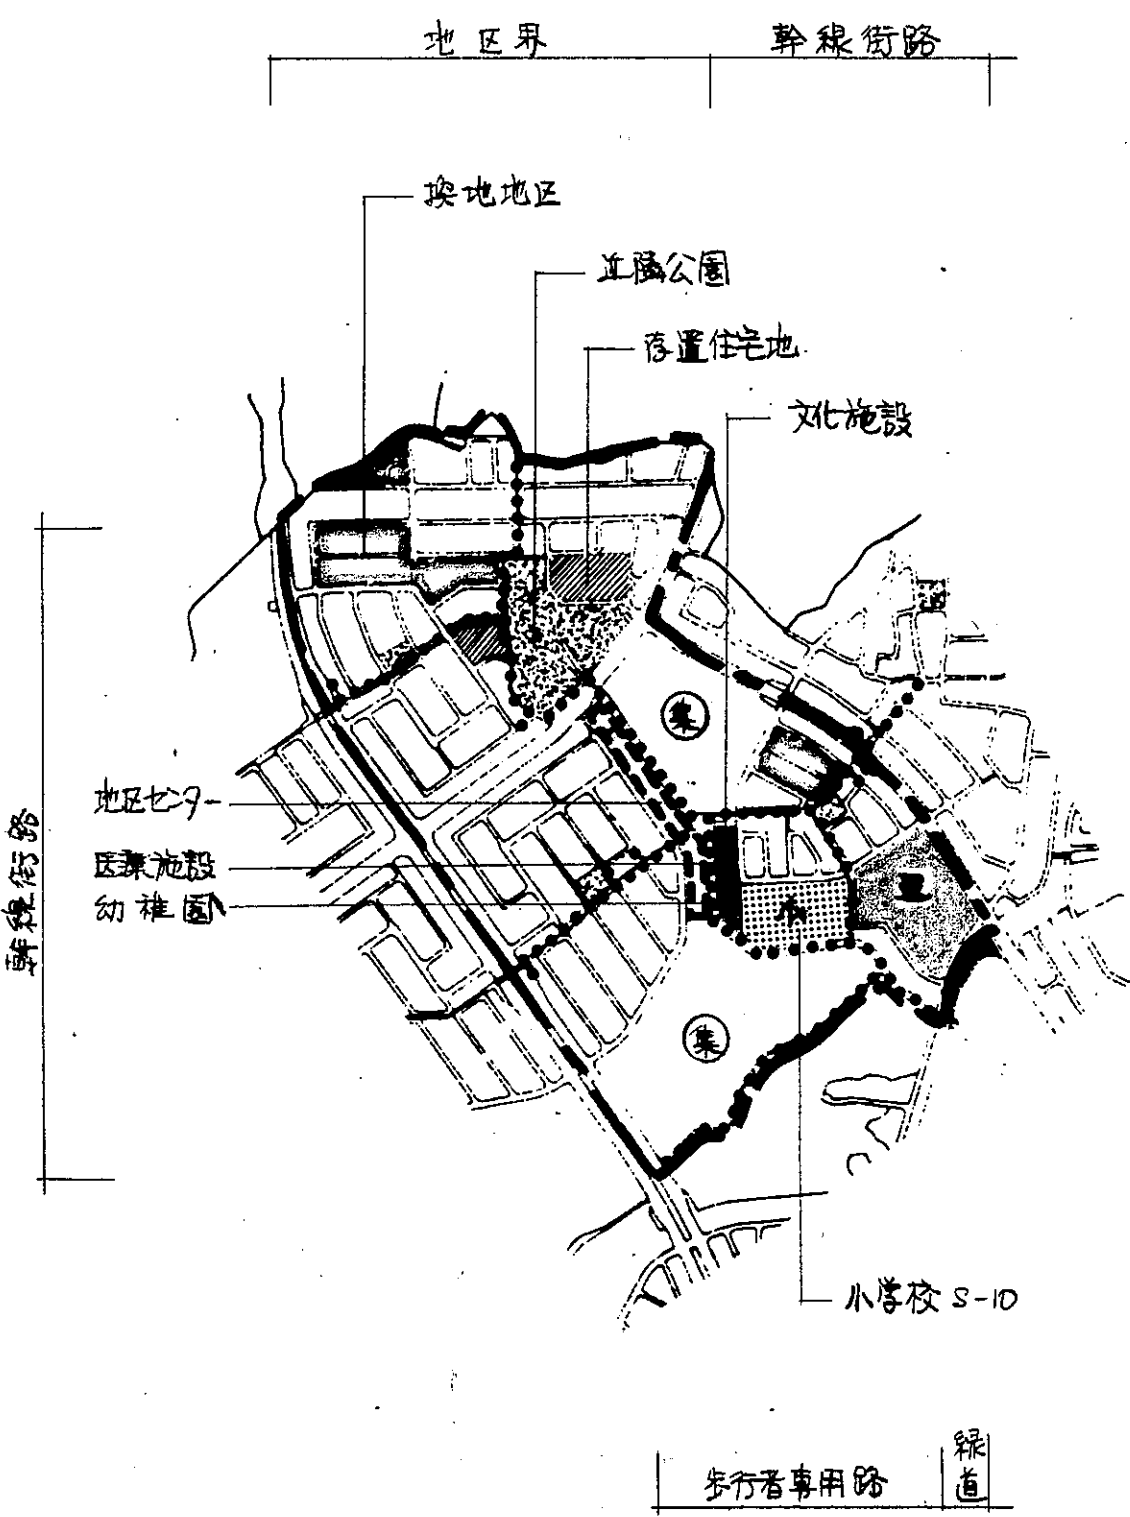 地区界
幹線街路
換地地区
近隣公園
存置住宅地
文化施設
集
地区センター
医療施設
幼稚園
幹線街路
小
集
小学校 S-10
歩行者専用路
緑道